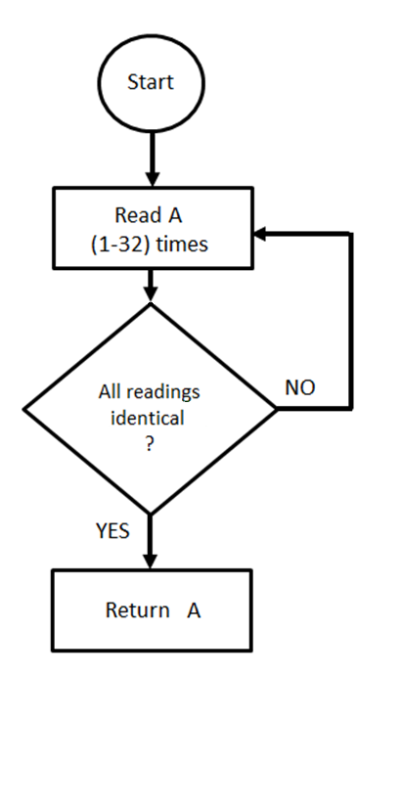 Start
Read A
(1-32) times
All readings
identical
?
NO
YES
Return A